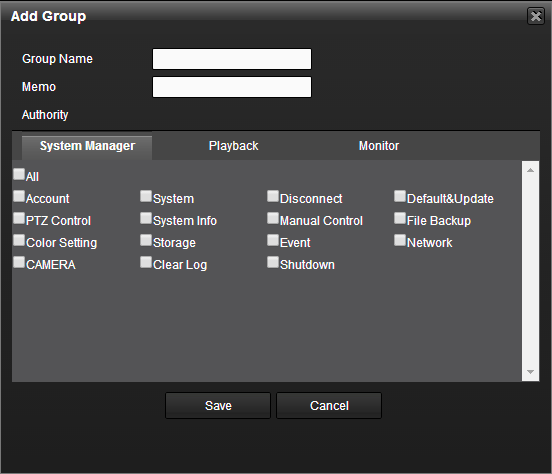 Add Group
Group Name
Memo
Authority
System Manager Playback Monitor
All
Account System Disconnect Default&Update
PTZ Control System Info Manual Control File Backup
Color Setting Storage Event Network
CAMERA Clear Log Shutdown
Save Cancel